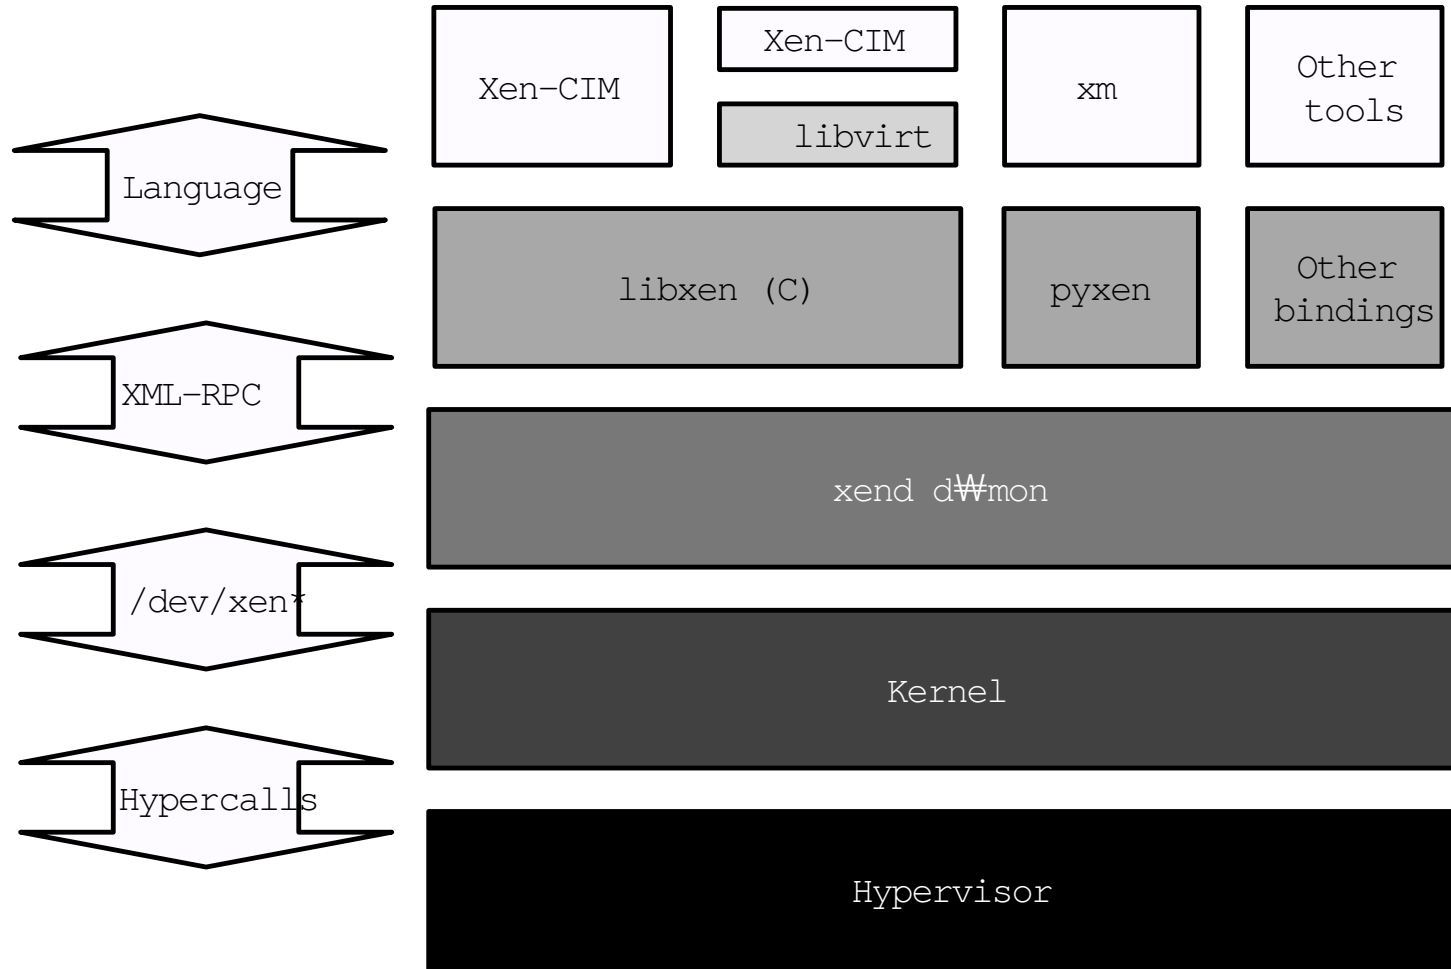 Xen-CIM
Xen-CIM
libvirt
xm
Other
tools
Language
libxen (C)
pyxen
Other
bindings
XML-RPC
xend d₩mon
/dev/xen*
Kernel
Hypercalls
Hypervisor